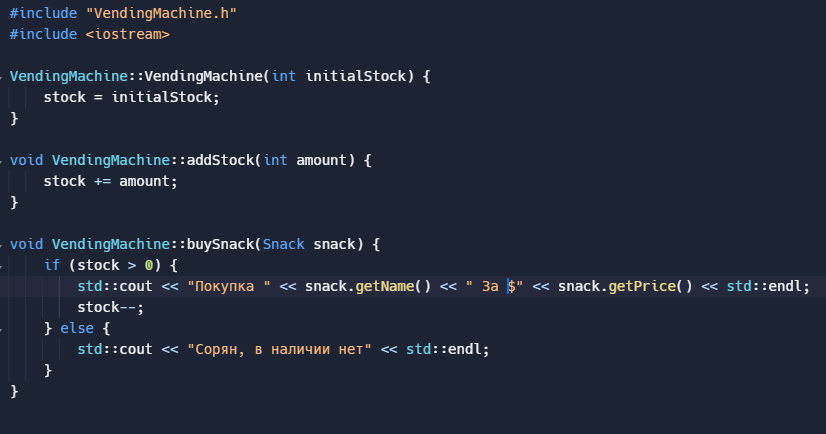 #include "VendingMachine.h"
#include <iostream>
VendingMachine::VendingMachine(int initialStock) {
stock = initialStock;
}
void VendingMachine::addStock(int amount) {
stock += amount;
}
void VendingMachine::buySnack(Snack snack) {
if (stock > 0) {
std::cout << "Покупка " << snack.getName() << " За $" << snack.getPrice() << std::endl;
stock--;
} else {
std::cout << "Сорян, в наличии нет" << std::endl;
}
}